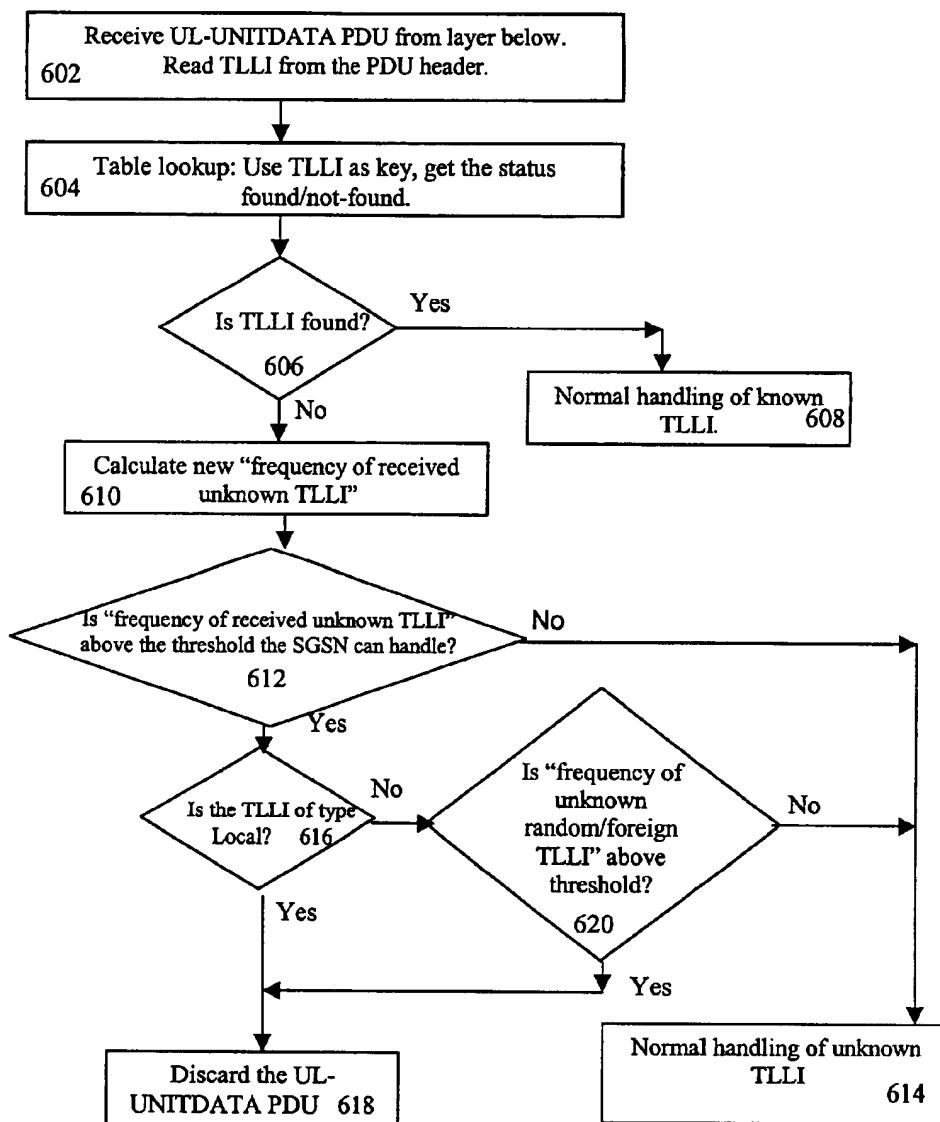 Receive UL-UNITDATA PDU from layer below.
602 Read TLLI from the PDU header.
Table lookup: Use TLLI as key, get the status
604 found/not-found.
Is TLLI found?
606
Yes
No
Normal handling of known
TLLI. 608
Calculate new “frequency of received
610 unknown TLLI”
Is “frequency of received unknown TLLI”
above the threshold the SGSN can handle?
612
No
Yes
Is the TLLI of type
Local? 616
No
Is “frequency of
unknown
random/foreign
TLLI” above
threshold?
620
No
Yes
Yes
Discard the UL-
UNITDATA PDU 618
Normal handling of unknown
TLLI 614